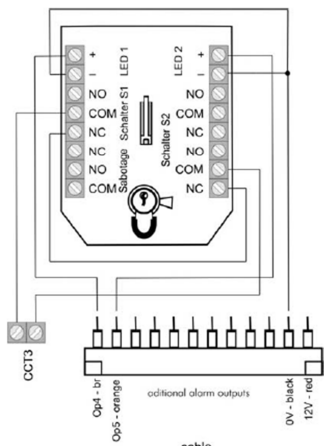 +
–
NO
COM
NC
NC
NO
COM
LED 1
Schalter S1
Sabotage
LED 2
Schalter S2
+
–
NO
COM
NC
NO
COM
NC
CCT3
aditional alarm outputs
Op4 - br
Op5 - orange
0V - black
12V - red
cable